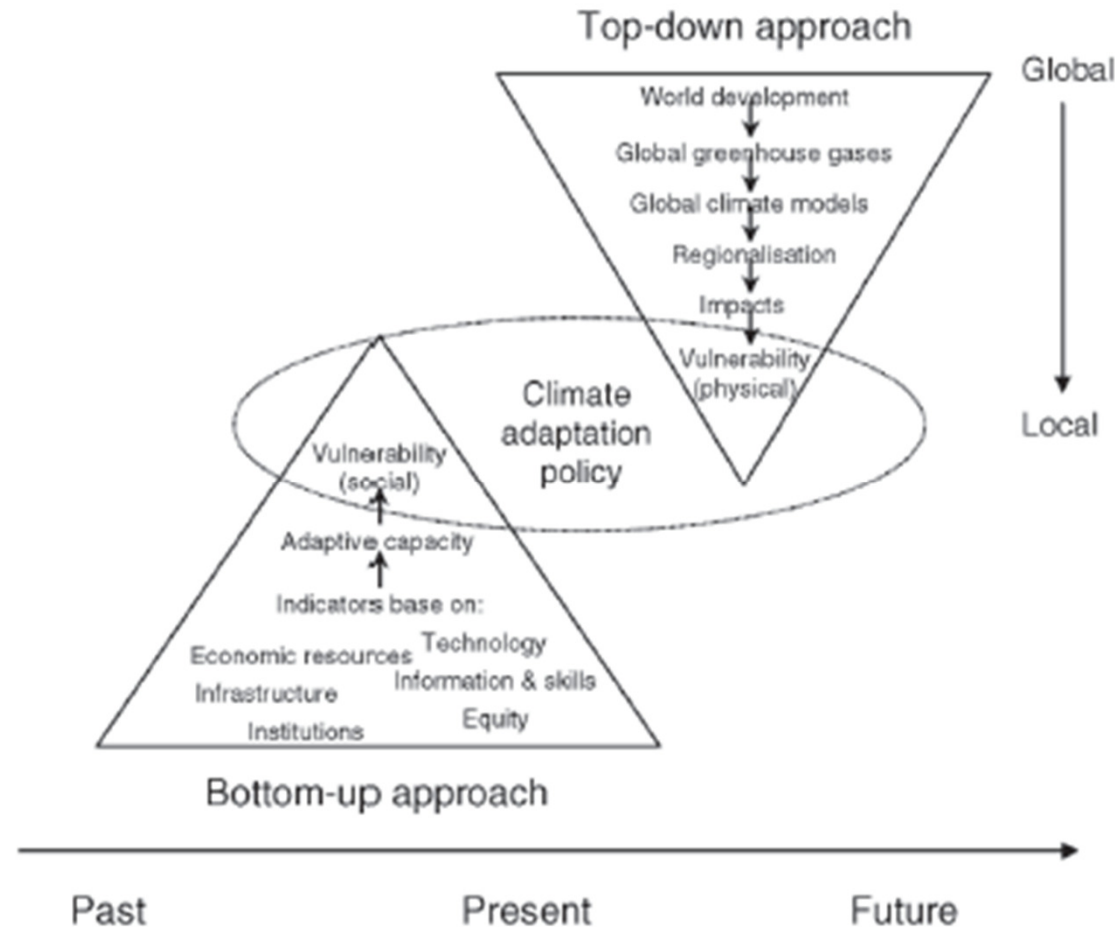 Top-down approach
Global
World development
Global greenhouse gases
Global climate models
Regionalisation
Impacts
Vulnerability
(physical)
Local
Climate
adaptation
policy
Vulnerability
(social)
Adaptive capacity
Indicators base on:
Economic resources
Technology
Infrastructure
Information & skills
Institutions
Equity
Bottom-up approach
Past
Present
Future